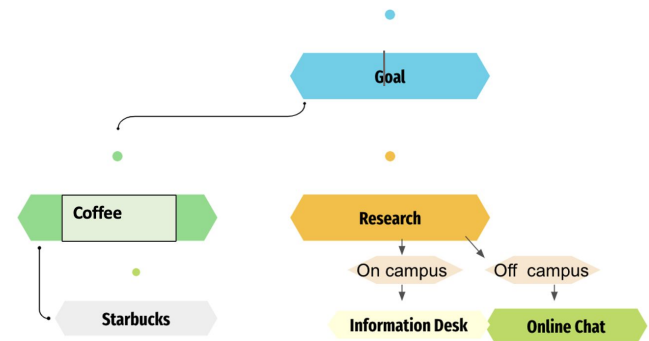 Goal
Coffee
Research
On campus
Off campus
Starbucks
Information Desk
Online Chat